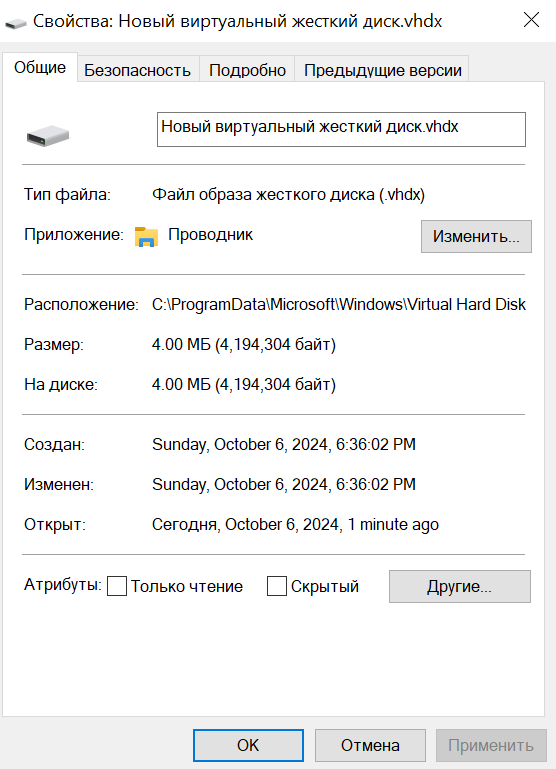 Свойства: Новый виртуальный жесткий диск.vhdx
Общие Безопасность Подробно Предыдущие версии
Новый виртуальный жесткий диск.vhdx
Тип файла: Файл образа жесткого диска (.vhdx)
Приложение: Проводник Изменить...
Расположение: C:\ProgramData\Microsoft\Windows\Virtual Hard Disk
Размер: 4.00 МБ (4,194,304 байт)
На диске: 4.00 МБ (4,194,304 байт)
Создан: Sunday, October 6, 2024, 6:36:02 PM
Изменен: Sunday, October 6, 2024, 6:36:02 PM
Открыт: Сегодня, October 6, 2024, 1 minute ago
Атрибуты: Только чтение Скрытый Другие...
OK Отмена Применить